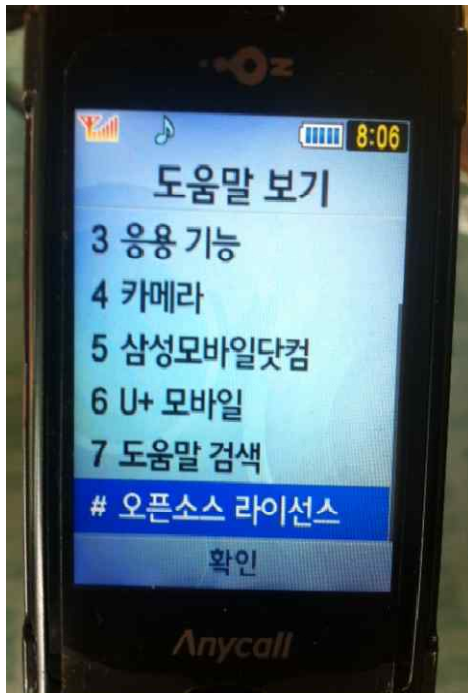 8:06
도움말 보기
3 응용 기능
4 카메라
5 삼성모바일닷컴
6 U+ 모바일
7 도움말 검색
# 오픈소스 라이선스
확인
Anycall